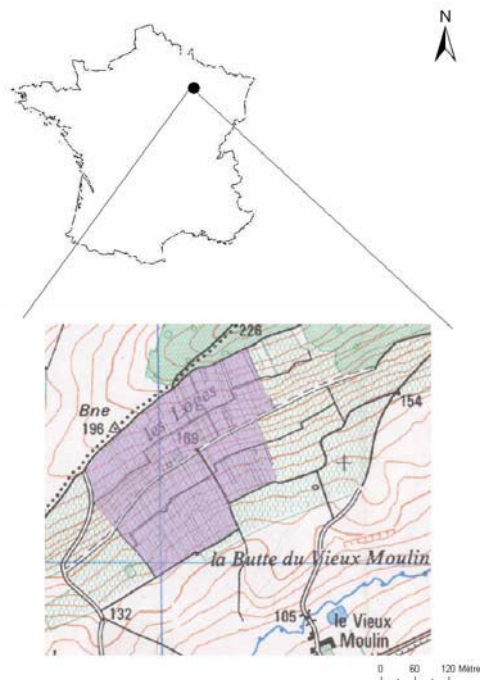 N
226
les Loges
Bne
196
169
154
la Butte du Vieux Moulin
132
105
le Vieux
Moulin
0 60 120 Mètres